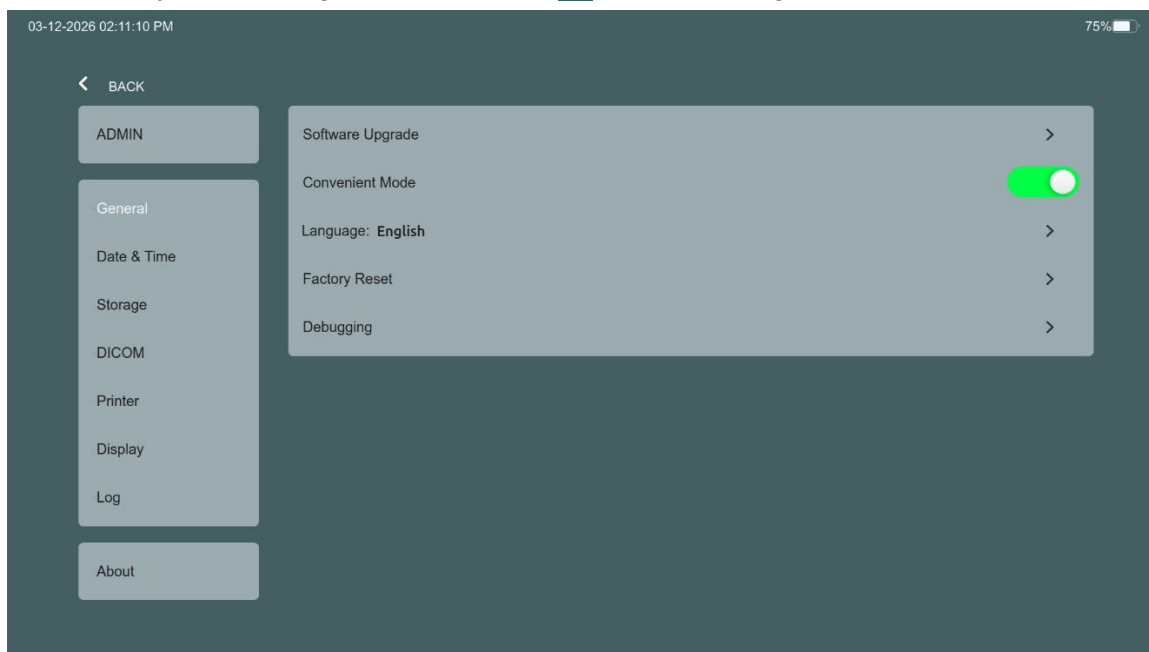 03-12-2026 02:11:10 PM
75%
BACK
ADMIN
General
Date & Time
Storage
DICOM
Printer
Display
Log
About
Software Upgrade
Convenient Mode
Language: English
Factory Reset
Debugging